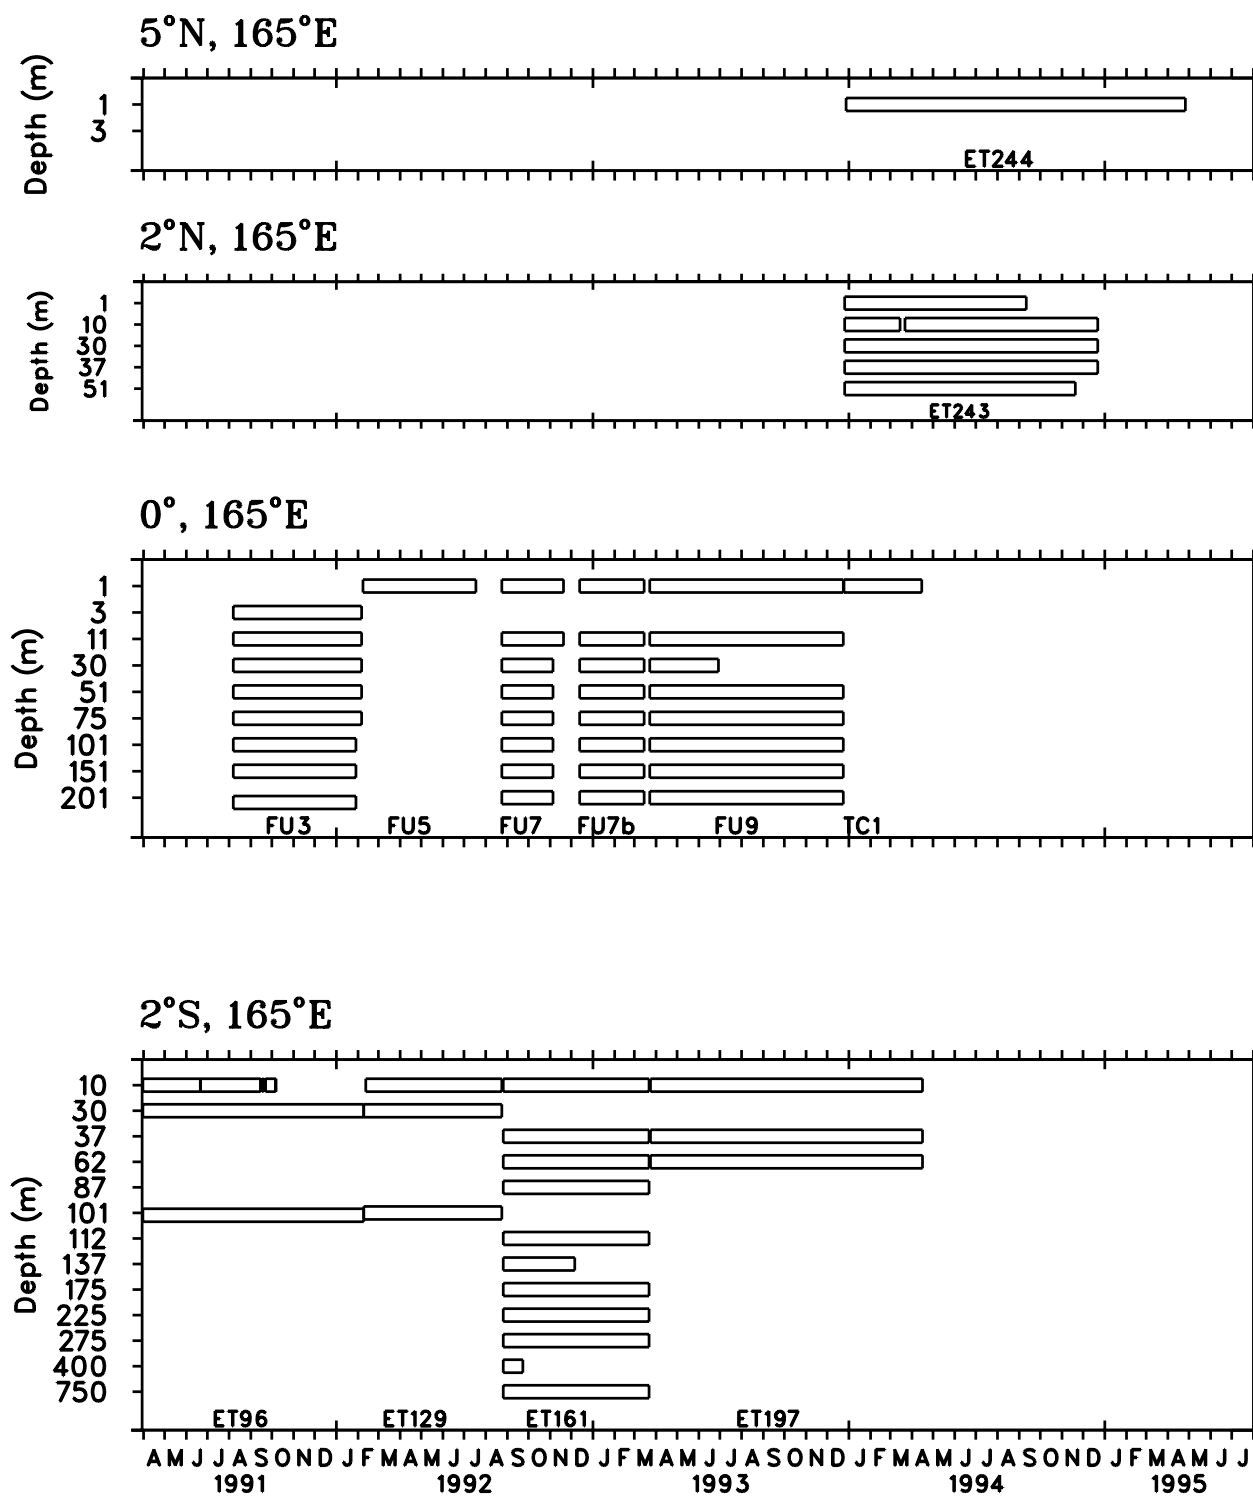 5°N, 165°E
Depth (m)
1
3
ET244
2°N, 165°E
Depth (m)
1
10
30
37
51
ET243
0°, 165°E
Depth (m)
1
3
11
30
51
75
101
151
201
FU3 FU5 FU7 FU7b FU9 TC1
2°S, 165°E
Depth (m)
10
30
37
62
87
101
112
137
175
225
275
400
750
ET96 ET129 ET161 ET197
A M J J A S O N D J F M A M J J A S O N D J F M A M J J A S O N D J F M A M J J A S O N D J F M A M J J
1991 1992 1993 1994 1995